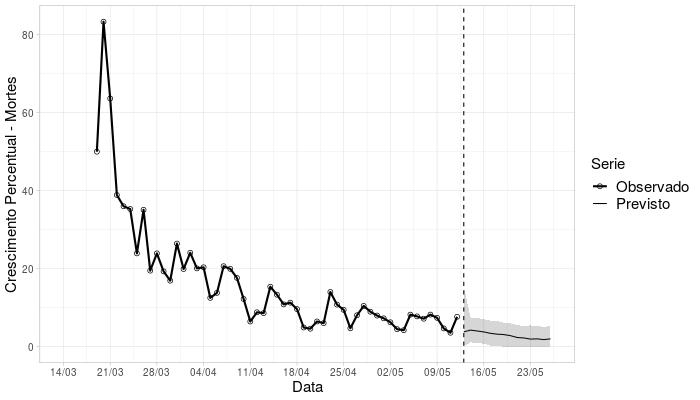 Crescimento Percentual - Mortes
80
60
40
20
0
14/03 21/03 28/03 04/04 11/04 18/04 25/04 02/05 09/05 16/05 23/05
Data
Serie
Observado
Previsto